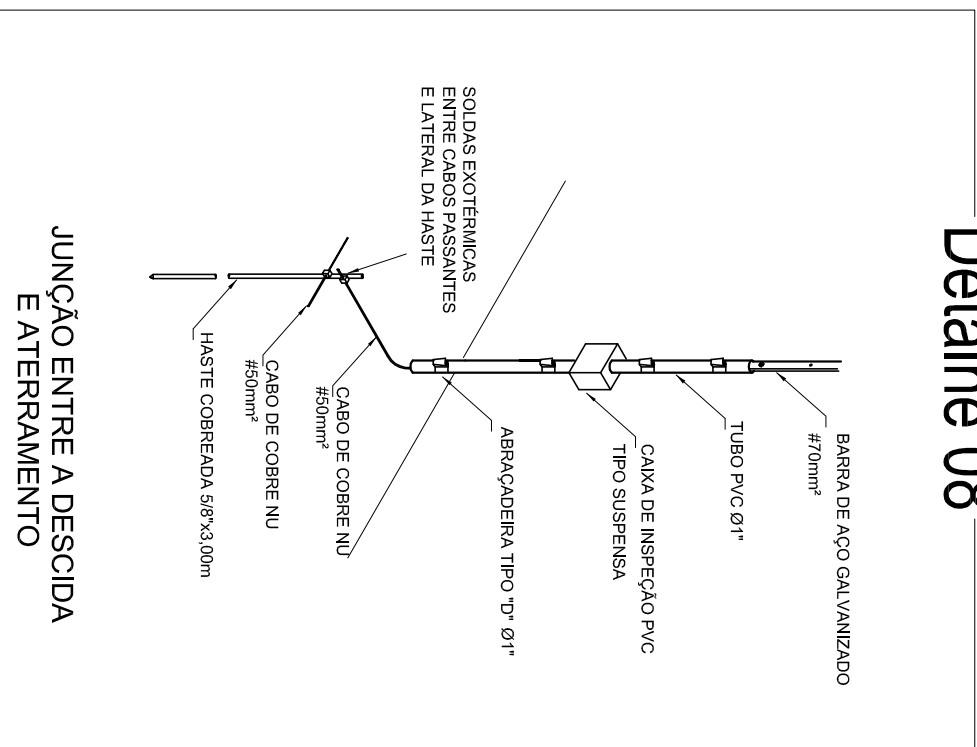 Detalhe 08
BARRA DE AÇO GALVANIZADO
#70mm²
TUBO PVC Ø1"
CAIXA DE INSPEÇÃO PVC
TIPO SUSPENSA
ABRAÇADEIRA TIPO "D" Ø1"
SOLDAS EXOTÉRMICAS
ENTRE CABOS PASSANTES
E LATERAL DA HASTE
CABO DE COBRE NU
#50mm²
CABO DE COBRE NU
#50mm²
HASTE COBREADA 5/8"x3,00m
JUNÇÃO ENTRE A DESCIDA
E ATERRAMENTO